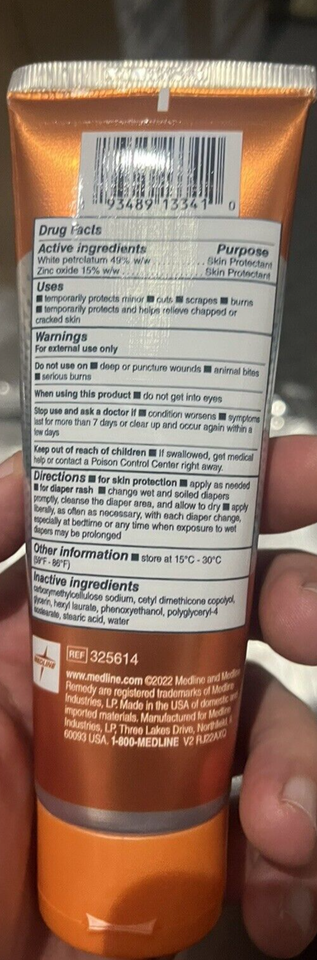 93489 13341 0
Drug Facts
Active ingredients Purpose
White petrolatum 49% w/w .......... Skin Protectant
Zinc oxide 15% w/w .......... Skin Protectant
Uses
■ temporarily protects minor ■ cuts ■ scrapes ■ burns
■ temporarily protects and helps relieve chapped or
cracked skin
Warnings
For external use only
Do not use on ■ deep or puncture wounds ■ animal bites
■ serious burns
When using this product ■ do not get into eyes
Stop use and ask a doctor if ■ condition worsens ■ symptoms
last for more than 7 days or clear up and occur again within a
few days
Keep out of reach of children ■ If swallowed, get medical
help or contact a Poison Control Center right away.
Directions ■ for skin protection ■ apply as needed
■ for diaper rash ■ change wet and soiled diapers
promptly, cleanse the diaper area, and allow to dry ■ apply
liberally, as often as necessary, with each diaper change,
especially at bedtime or any time when exposure to wet
diapers may be prolonged
Other information ■ store at 15°C - 30°C
(59°F - 86°F)
Inactive ingredients
carboxymethylcellulose sodium, cetyl dimethicone copolyol,
glycerin, hexyl laurate, phenoxyethanol, polyglyceryl-4
isostearate, stearic acid, water
MEDLINE
REF 325614
www.medline.com ©2022 Medline and Medline
Remedy are registered trademarks of Medline
Industries, LP. Made in the USA of domestic and
imported materials. Manufactured for Medline
Industries, LP, Three Lakes Drive, Northfield, IL
60093 USA. 1-800-MEDLINE V2